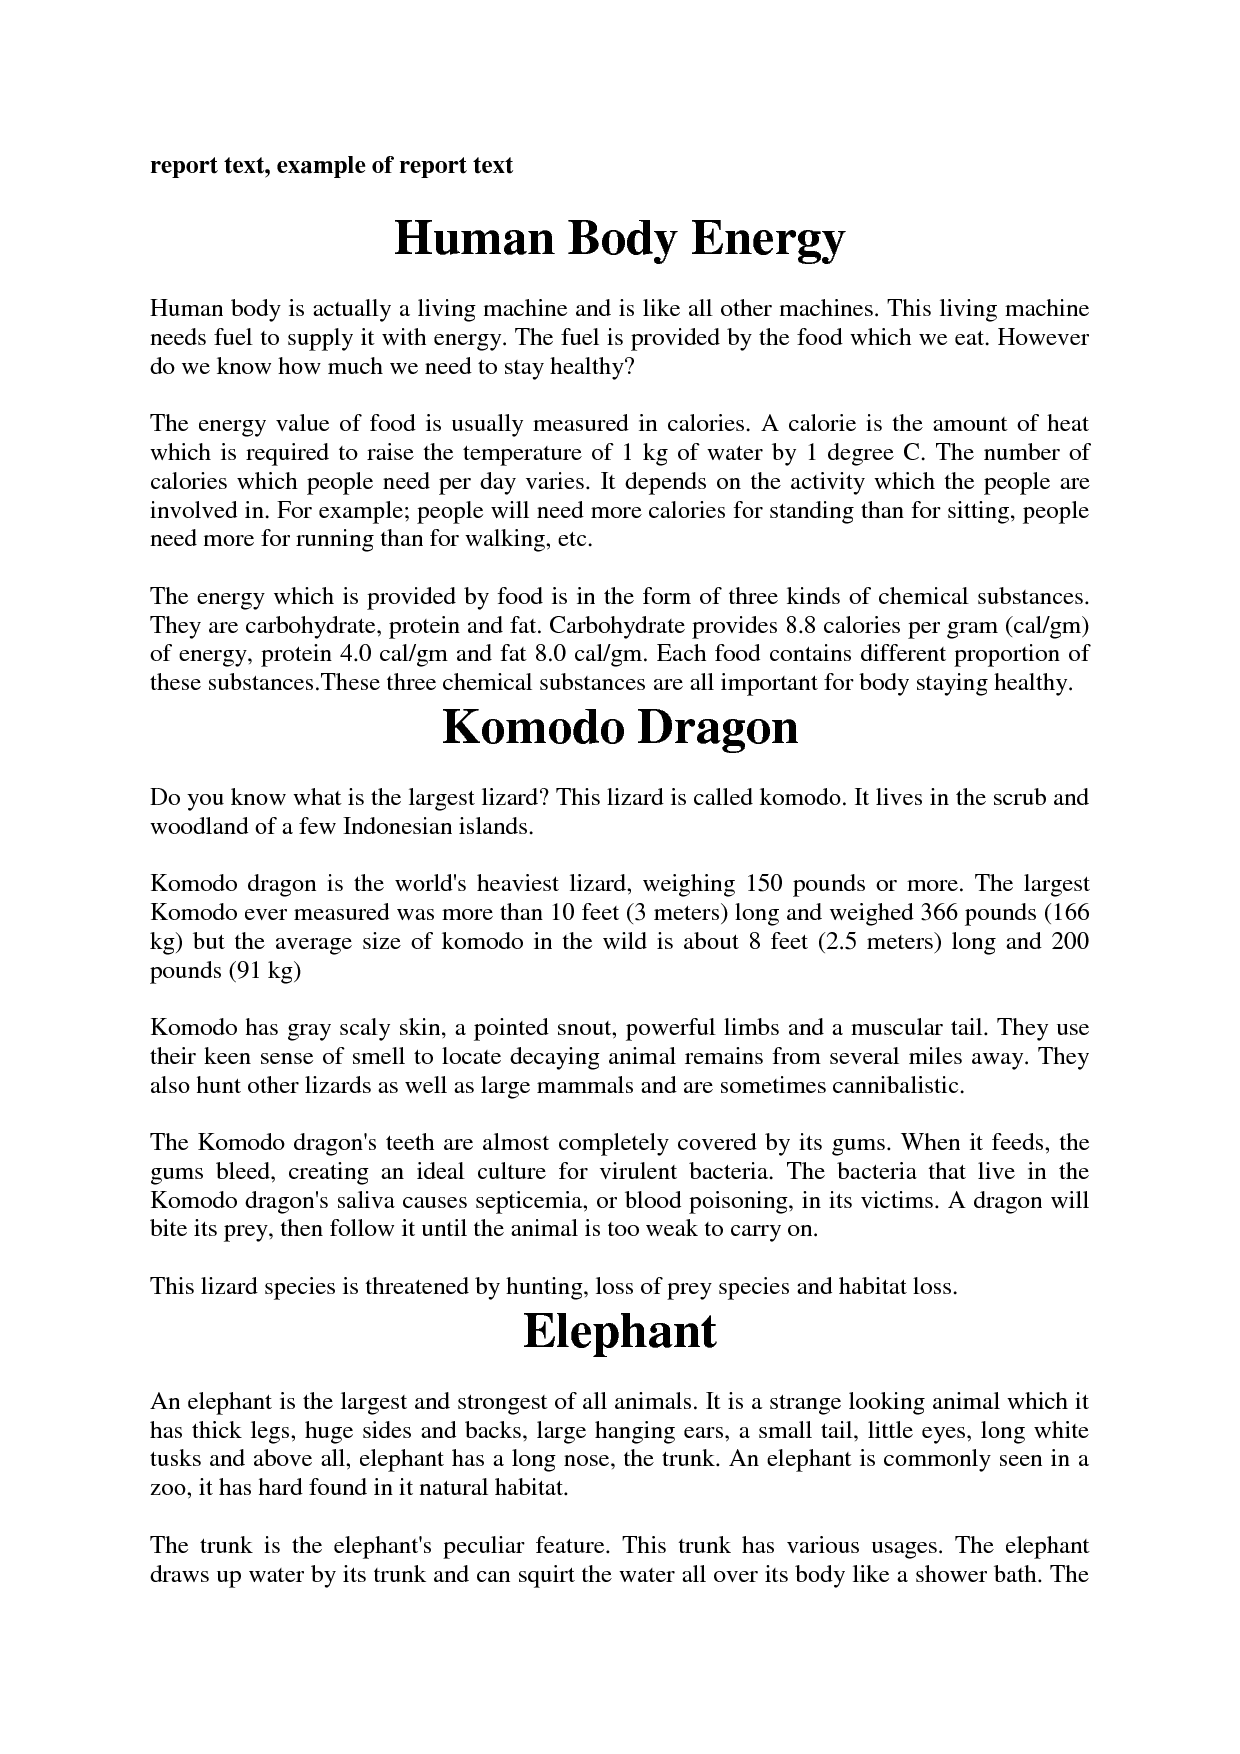 report text, example of report text
Human Body Energy
Human body is actually a living machine and is like all other machines. This living machine
needs fuel to supply it with energy. The fuel is provided by the food which we eat. However
do we know how much we need to stay healthy?
The energy value of food is usually measured in calories. A calorie is the amount of heat
which is required to raise the temperature of 1 kg of water by 1 degree C. The number of
calories which people need per day varies. It depends on the activity which the people are
involved in. For example; people will need more calories for standing than for sitting, people
need more for running than for walking, etc.
The energy which is provided by food is in the form of three kinds of chemical substances.
They are carbohydrate, protein and fat. Carbohydrate provides 8.8 calories per gram (cal/gm)
of energy, protein 4.0 cal/gm and fat 8.0 cal/gm. Each food contains different proportion of
these substances.These three chemical substances are all important for body staying healthy.
Komodo Dragon
Do you know what is the largest lizard? This lizard is called komodo. It lives in the scrub and
woodland of a few Indonesian islands.
Komodo dragon is the world's heaviest lizard, weighing 150 pounds or more. The largest
Komodo ever measured was more than 10 feet (3 meters) long and weighed 366 pounds (166
kg) but the average size of komodo in the wild is about 8 feet (2.5 meters) long and 200
pounds (91 kg)
Komodo has gray scaly skin, a pointed snout, powerful limbs and a muscular tail. They use
their keen sense of smell to locate decaying animal remains from several miles away. They
also hunt other lizards as well as large mammals and are sometimes cannibalistic.
The Komodo dragon's teeth are almost completely covered by its gums. When it feeds, the
gums bleed, creating an ideal culture for virulent bacteria. The bacteria that live in the
Komodo dragon's saliva causes septicemia, or blood poisoning, in its victims. A dragon will
bite its prey, then follow it until the animal is too weak to carry on.
This lizard species is threatened by hunting, loss of prey species and habitat loss.
Elephant
An elephant is the largest and strongest of all animals. It is a strange looking animal which it
has thick legs, huge sides and backs, large hanging ears, a small tail, little eyes, long white
tusks and above all, elephant has a long nose, the trunk. An elephant is commonly seen in a
zoo, it has hard found in it natural habitat.
The trunk is the elephant's peculiar feature. This trunk has various usages. The elephant
draws up water by its trunk and can squirt the water all over its body like a shower bath. The